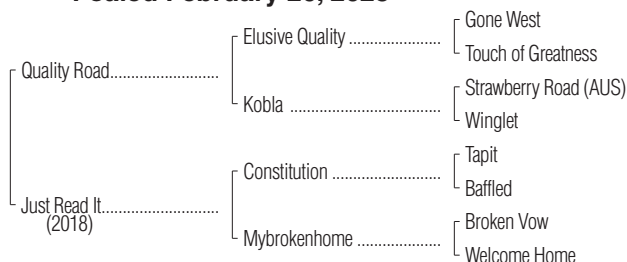 Foaled February
Gone West
Elusive Quality ......................
Touch of Greatness
Quality Road..........................
Strawberry Road (AUS)
Kobla ....................................
Winglet
Tapit
Constitution ..........................
Baffled
Just Read It............................
(2018)
Broken Vow
Mybrokenhome ....................
Welcome Home